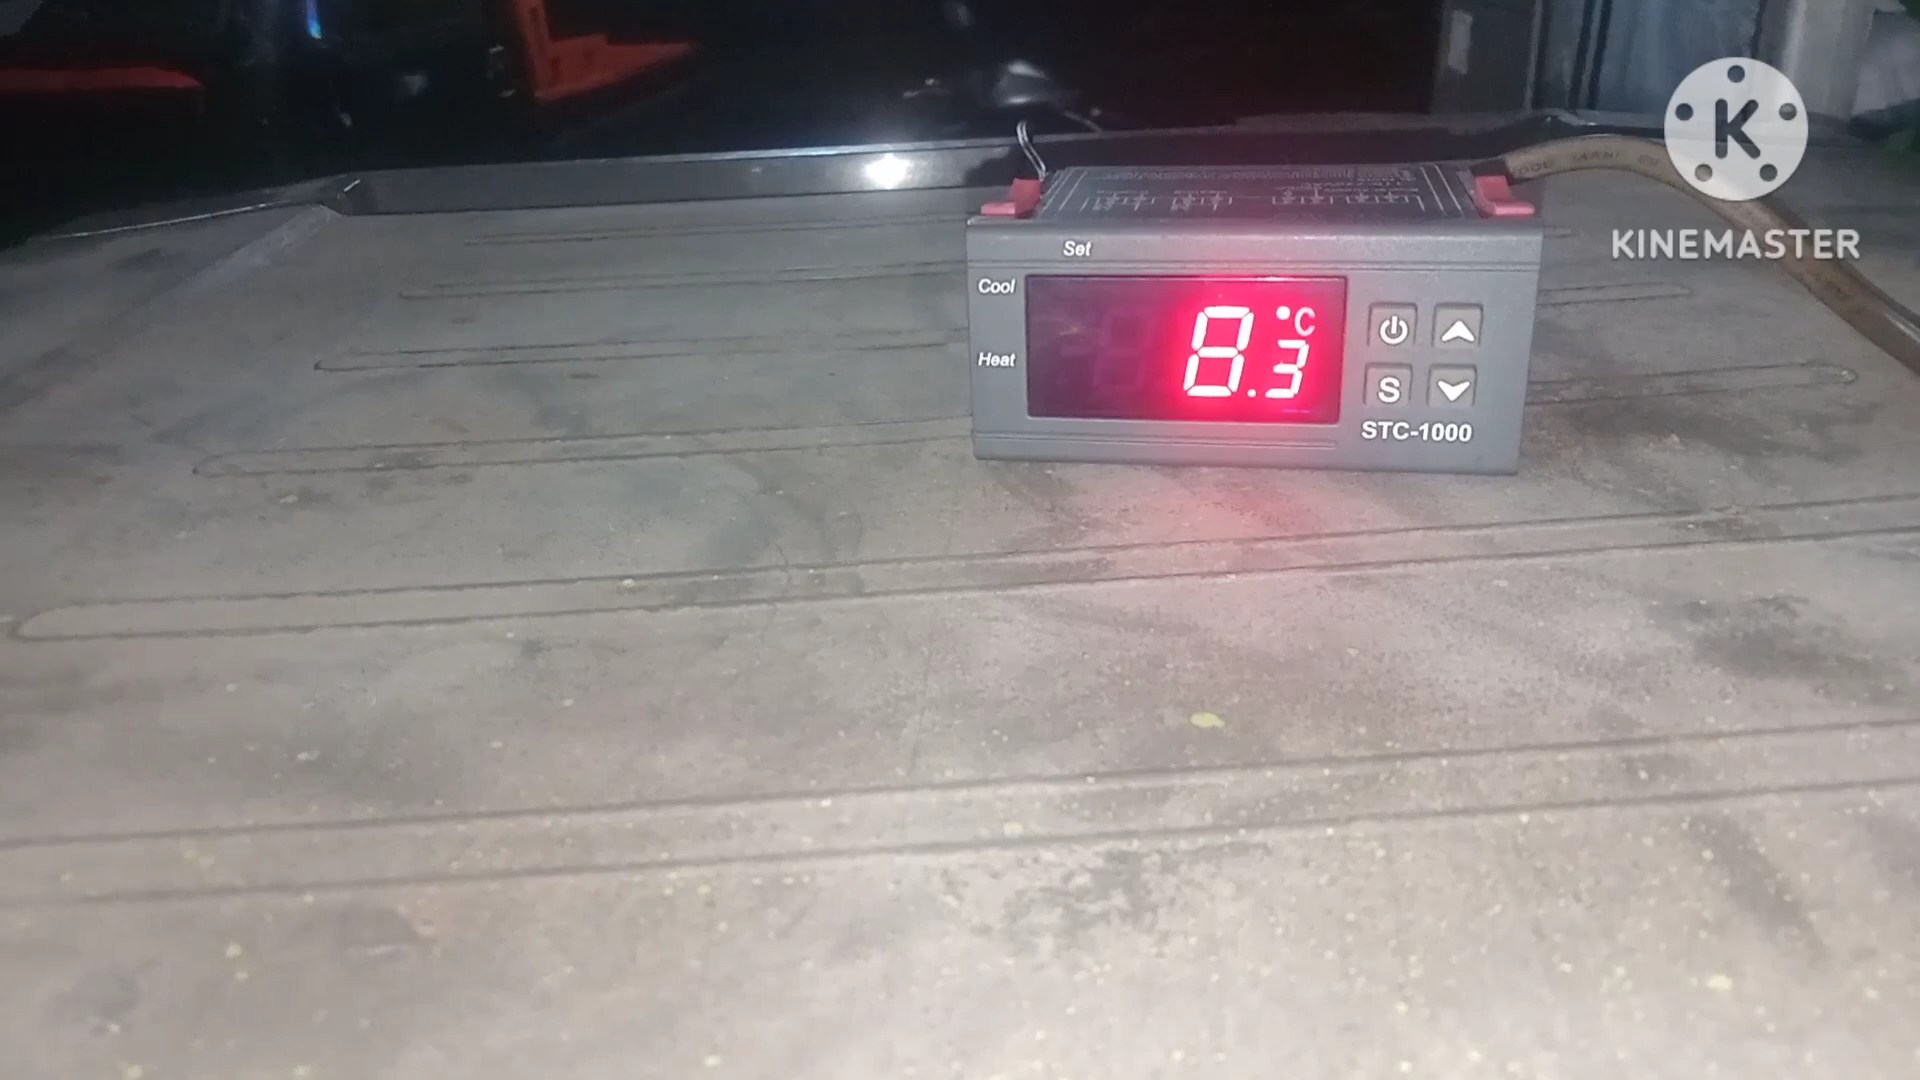 K
KINEMASTER
Set
Cool
Heat
8.3 °C
S
STC-1000